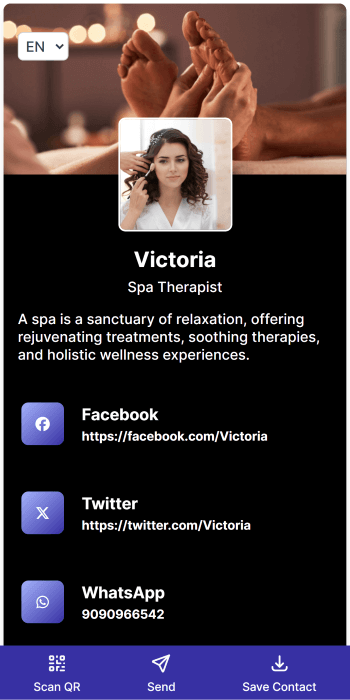 EN
Victoria
Spa Therapist
A spa is a sanctuary of relaxation, offering
rejuvenating treatments, soothing therapies,
and holistic wellness experiences.
Facebook
https://facebook.com/Victoria
Twitter
https://twitter.com/Victoria
WhatsApp
9090966542
Scan QR
Send
Save Contact